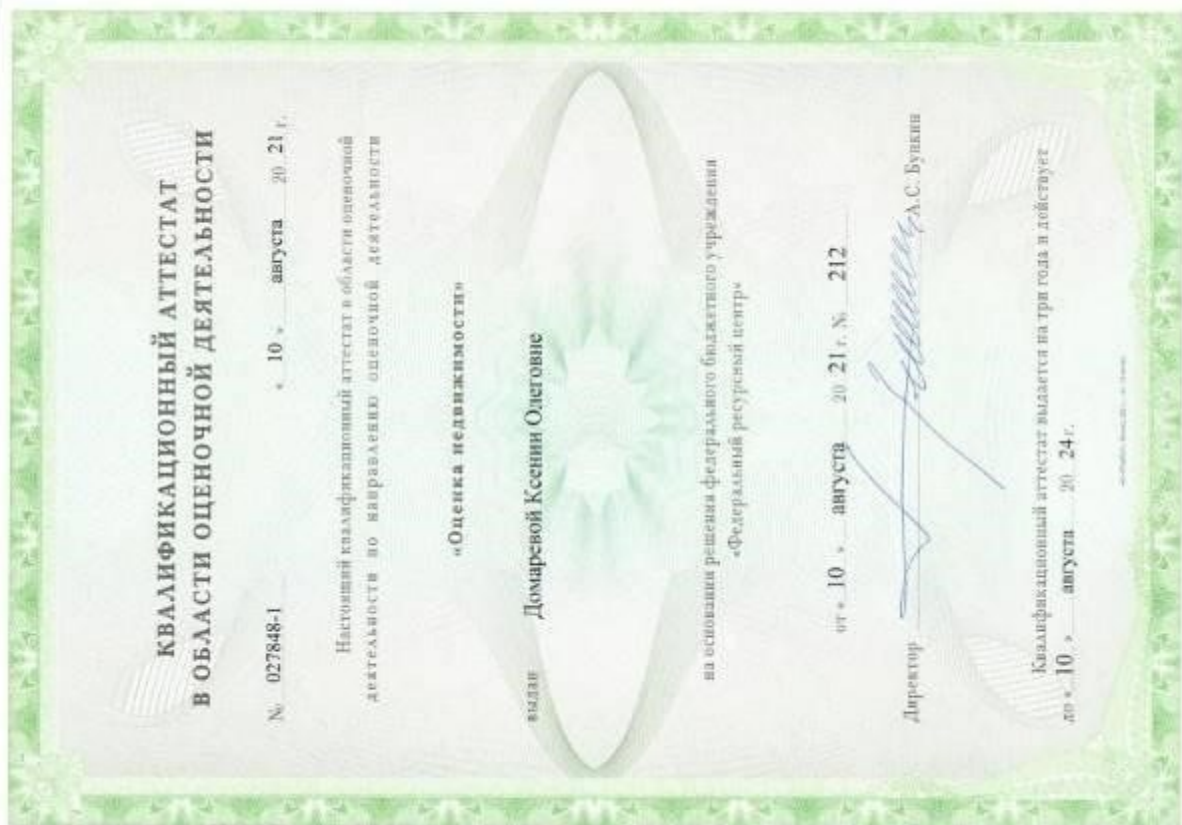 КВАЛИФИКАЦИОННЫЙ АТТЕСТАТ
В ОБЛАСТИ ОЦЕНОЧНОЙ ДЕЯТЕЛЬНОСТИ
№ 027848-1 « 10 » августа 20 21 г.
Настоящий квалификационный аттестат в области оценочной
деятельности по направлению оценочной деятельности
«Оценка недвижимости»
выдан Домаревой Ксении Олеговне
на основании решения федерального бюджетного учреждения
«Федеральный ресурсный центр»
от « 10 » августа 20 21 г. № 212
Директор А.С. Бункин
Квалификационный аттестат выдается на три года и действует
до « 10 » августа 20 24 г.